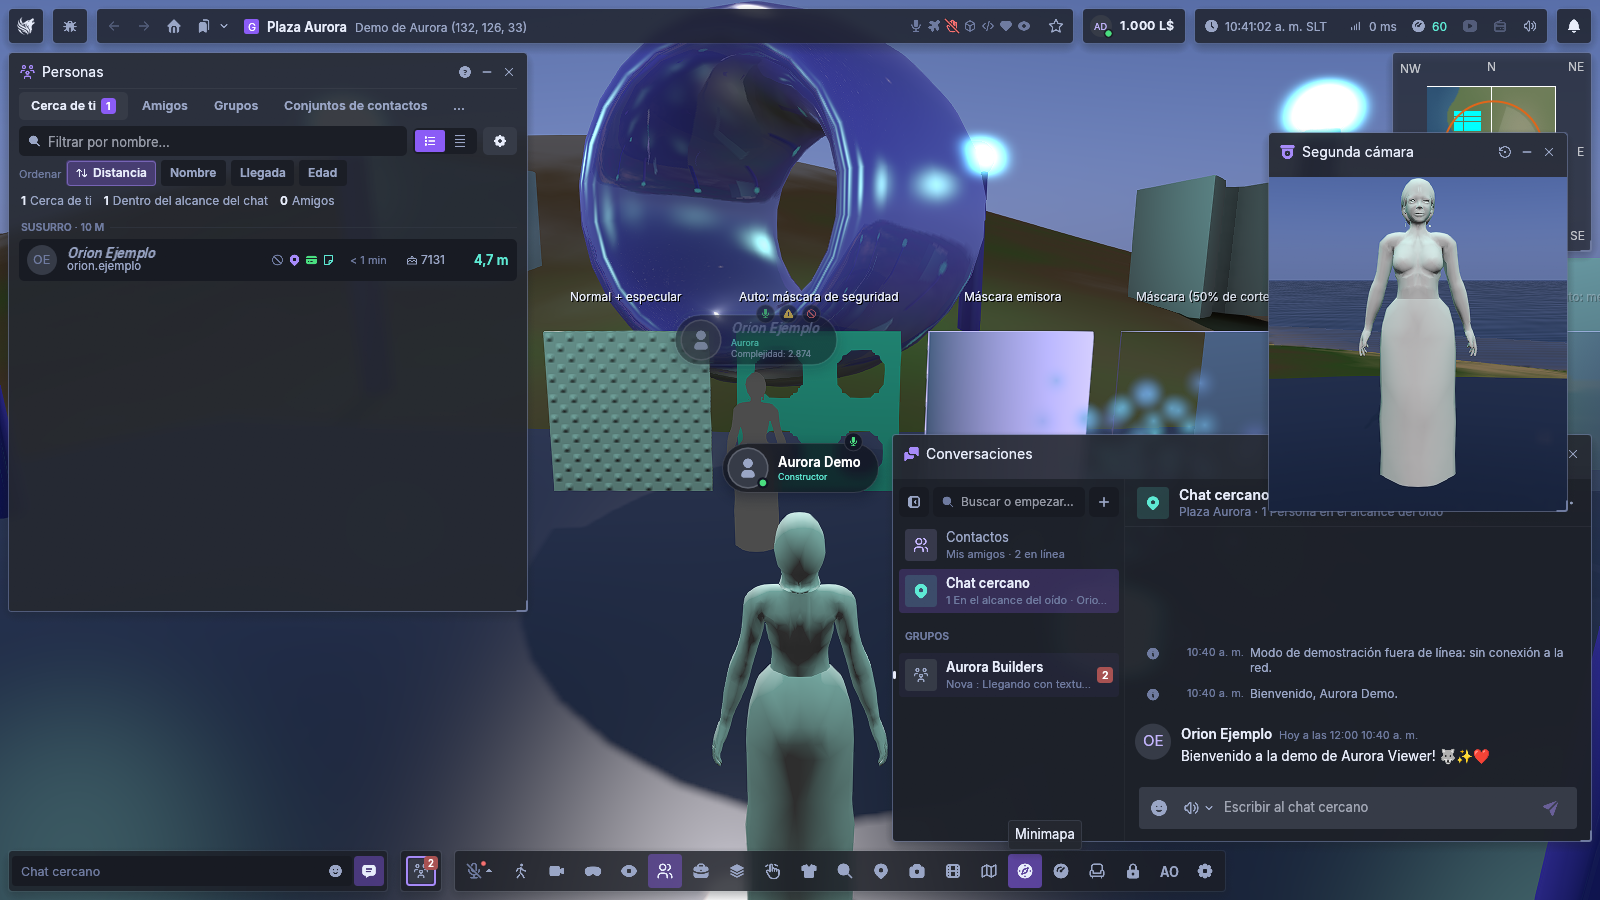 Plaza Aurora Demo de Aurora (132, 126, 33)
AD 1.000 L$
10:41:02 a. m. SLT 0 ms 60
Personas
Cerca de ti 1 Amigos Grupos Conjuntos de contactos ...
Filtrar por nombre...
Ordenar Distancia Nombre Llegada Edad
1 Cerca de ti 1 Dentro del alcance del chat 0 Amigos
SUSURRO · 10 M
OE Orion Ejemplo
orion.ejemplo
< 1 min 7131 4,7 m
NW N NE
E
SE
Segunda cámara
Normal + especular
Auto: máscara de seguridad
Máscara emisora
Máscara (50% de corte
Orion Ejemplo
Aurora
Complejidad: 2.874
Aurora Demo
Constructor
Conversaciones
Buscar o empezar...
Contactos
Mis amigos · 2 en línea
Chat cercano
1 En el alcance del oído · Orio...
GRUPOS
Aurora Builders
Nova : Llegando con textu... 2
Chat cercano
Plaza Aurora · 1 Persona en el alcance del oído
10:40 a. m. Modo de demostración fuera de línea: sin conexión a la
red.
10:40 a. m. Bienvenido, Aurora Demo.
OE Orion Ejemplo Hoy a las 12:00 10:40 a. m.
Bienvenido a la demo de Aurora Viewer! 🐺✨❤️
Escribir al chat cercano
Minimapa
Chat cercano
2
AO